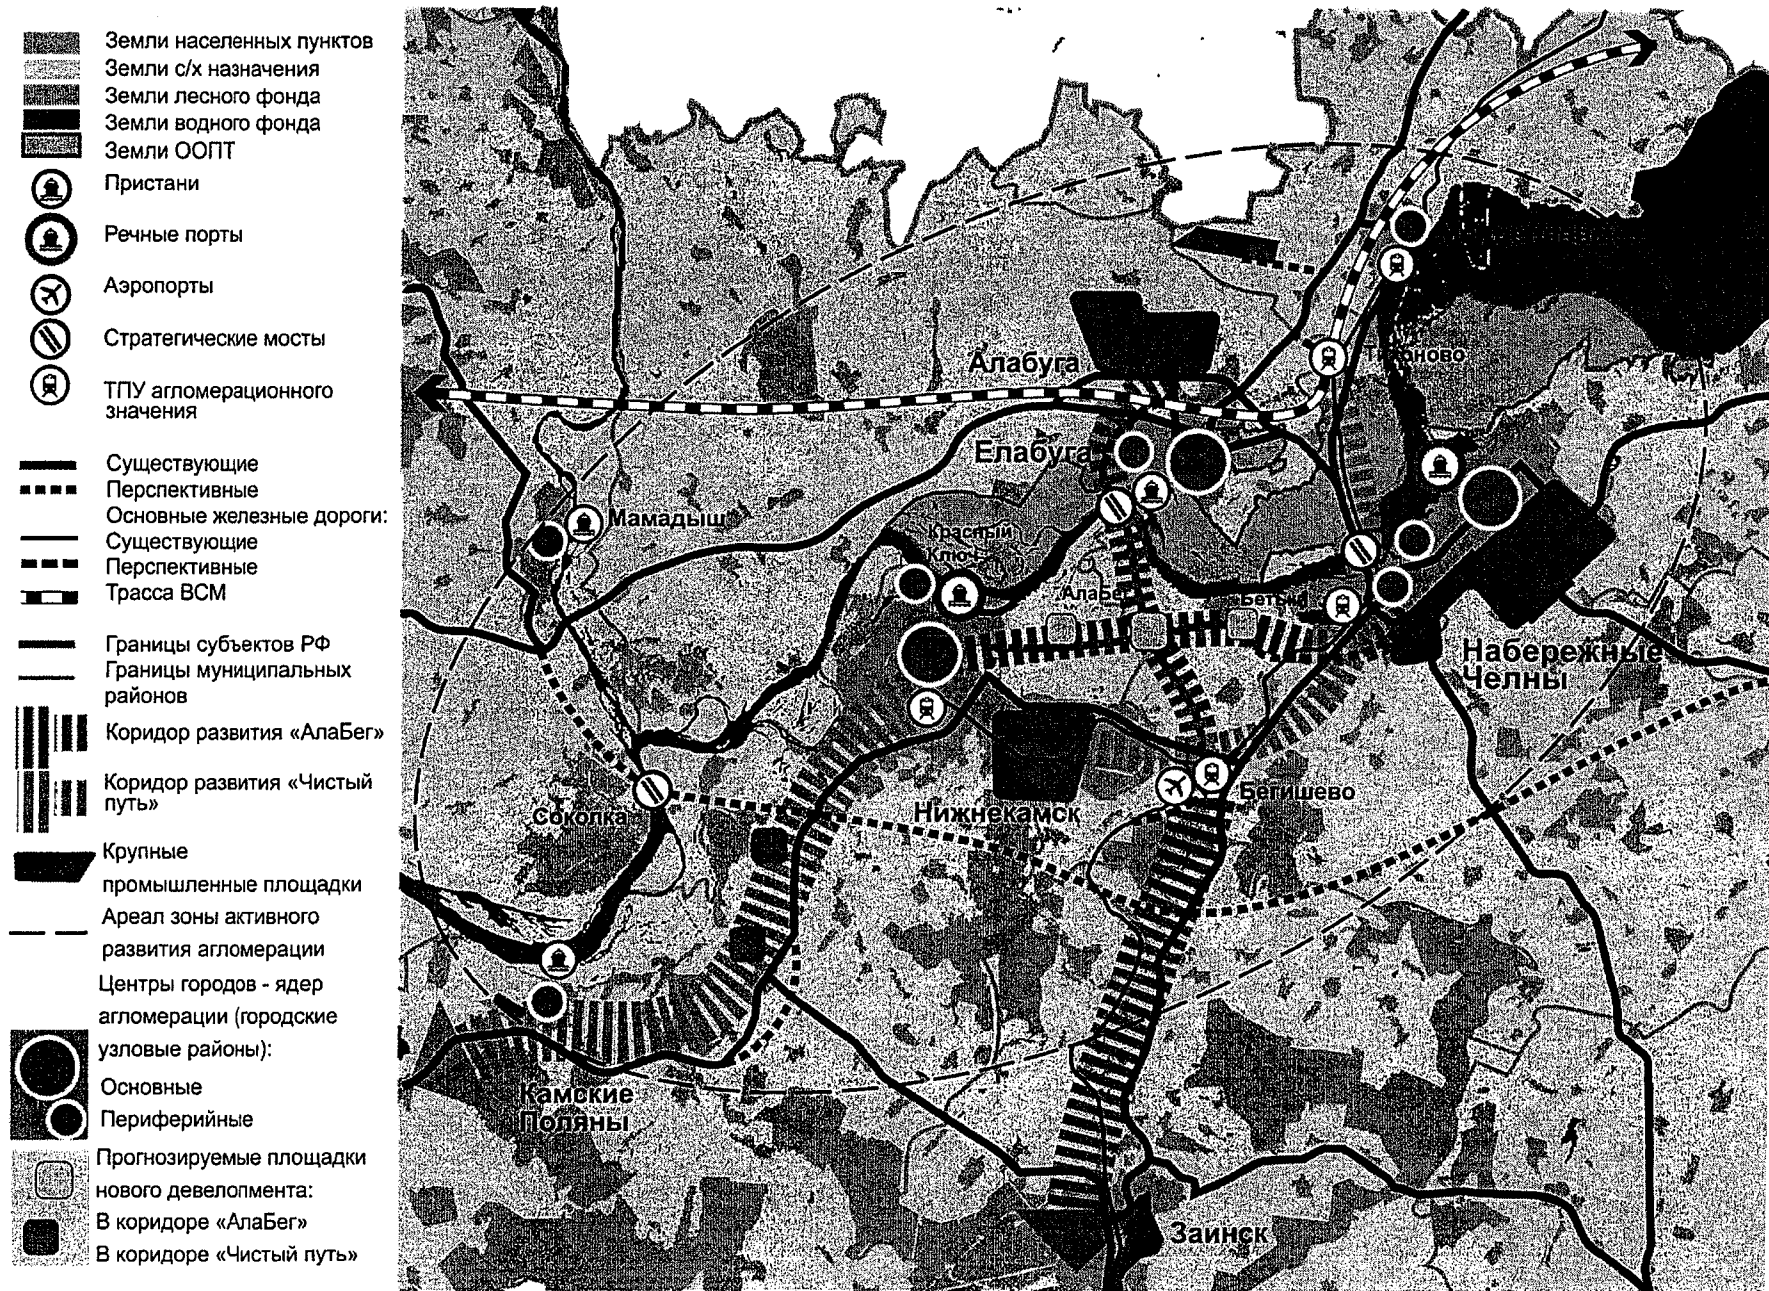 Земли населенных пунктов
Земли с/х назначения
Земли лесного фонда
Земли водного фонда
Земли ООПТ
Пристани
Речные порты
Аэропорты
Стратегические мосты
ТПУ агломерационного
значения
Существующие
Перспективные
Основные железные дороги:
Существующие
Перспективные
Трасса ВСМ
Границы субъектов РФ
Границы муниципальных
районов
Коридор развития «АлаБег»
Коридор развития «Чистый
путь»
Крупные
промышленные площадки
Ареал зоны активного
развития агломерации
Центры городов - ядер
агломерации (городские
узловые районы):
Основные
Периферийные
Прогнозируемые площадки
нового девелопмента:
В коридоре «АлаБег»
В коридоре «Чистый путь»
Алабуга
Тихоново
Елабуга
Мамадыш
Красный
Ключ
АлаБег
Бетьки
Набережные
Челны
Соколка
Нижнекамск
Бегишево
Камские
Поляны
Заинск